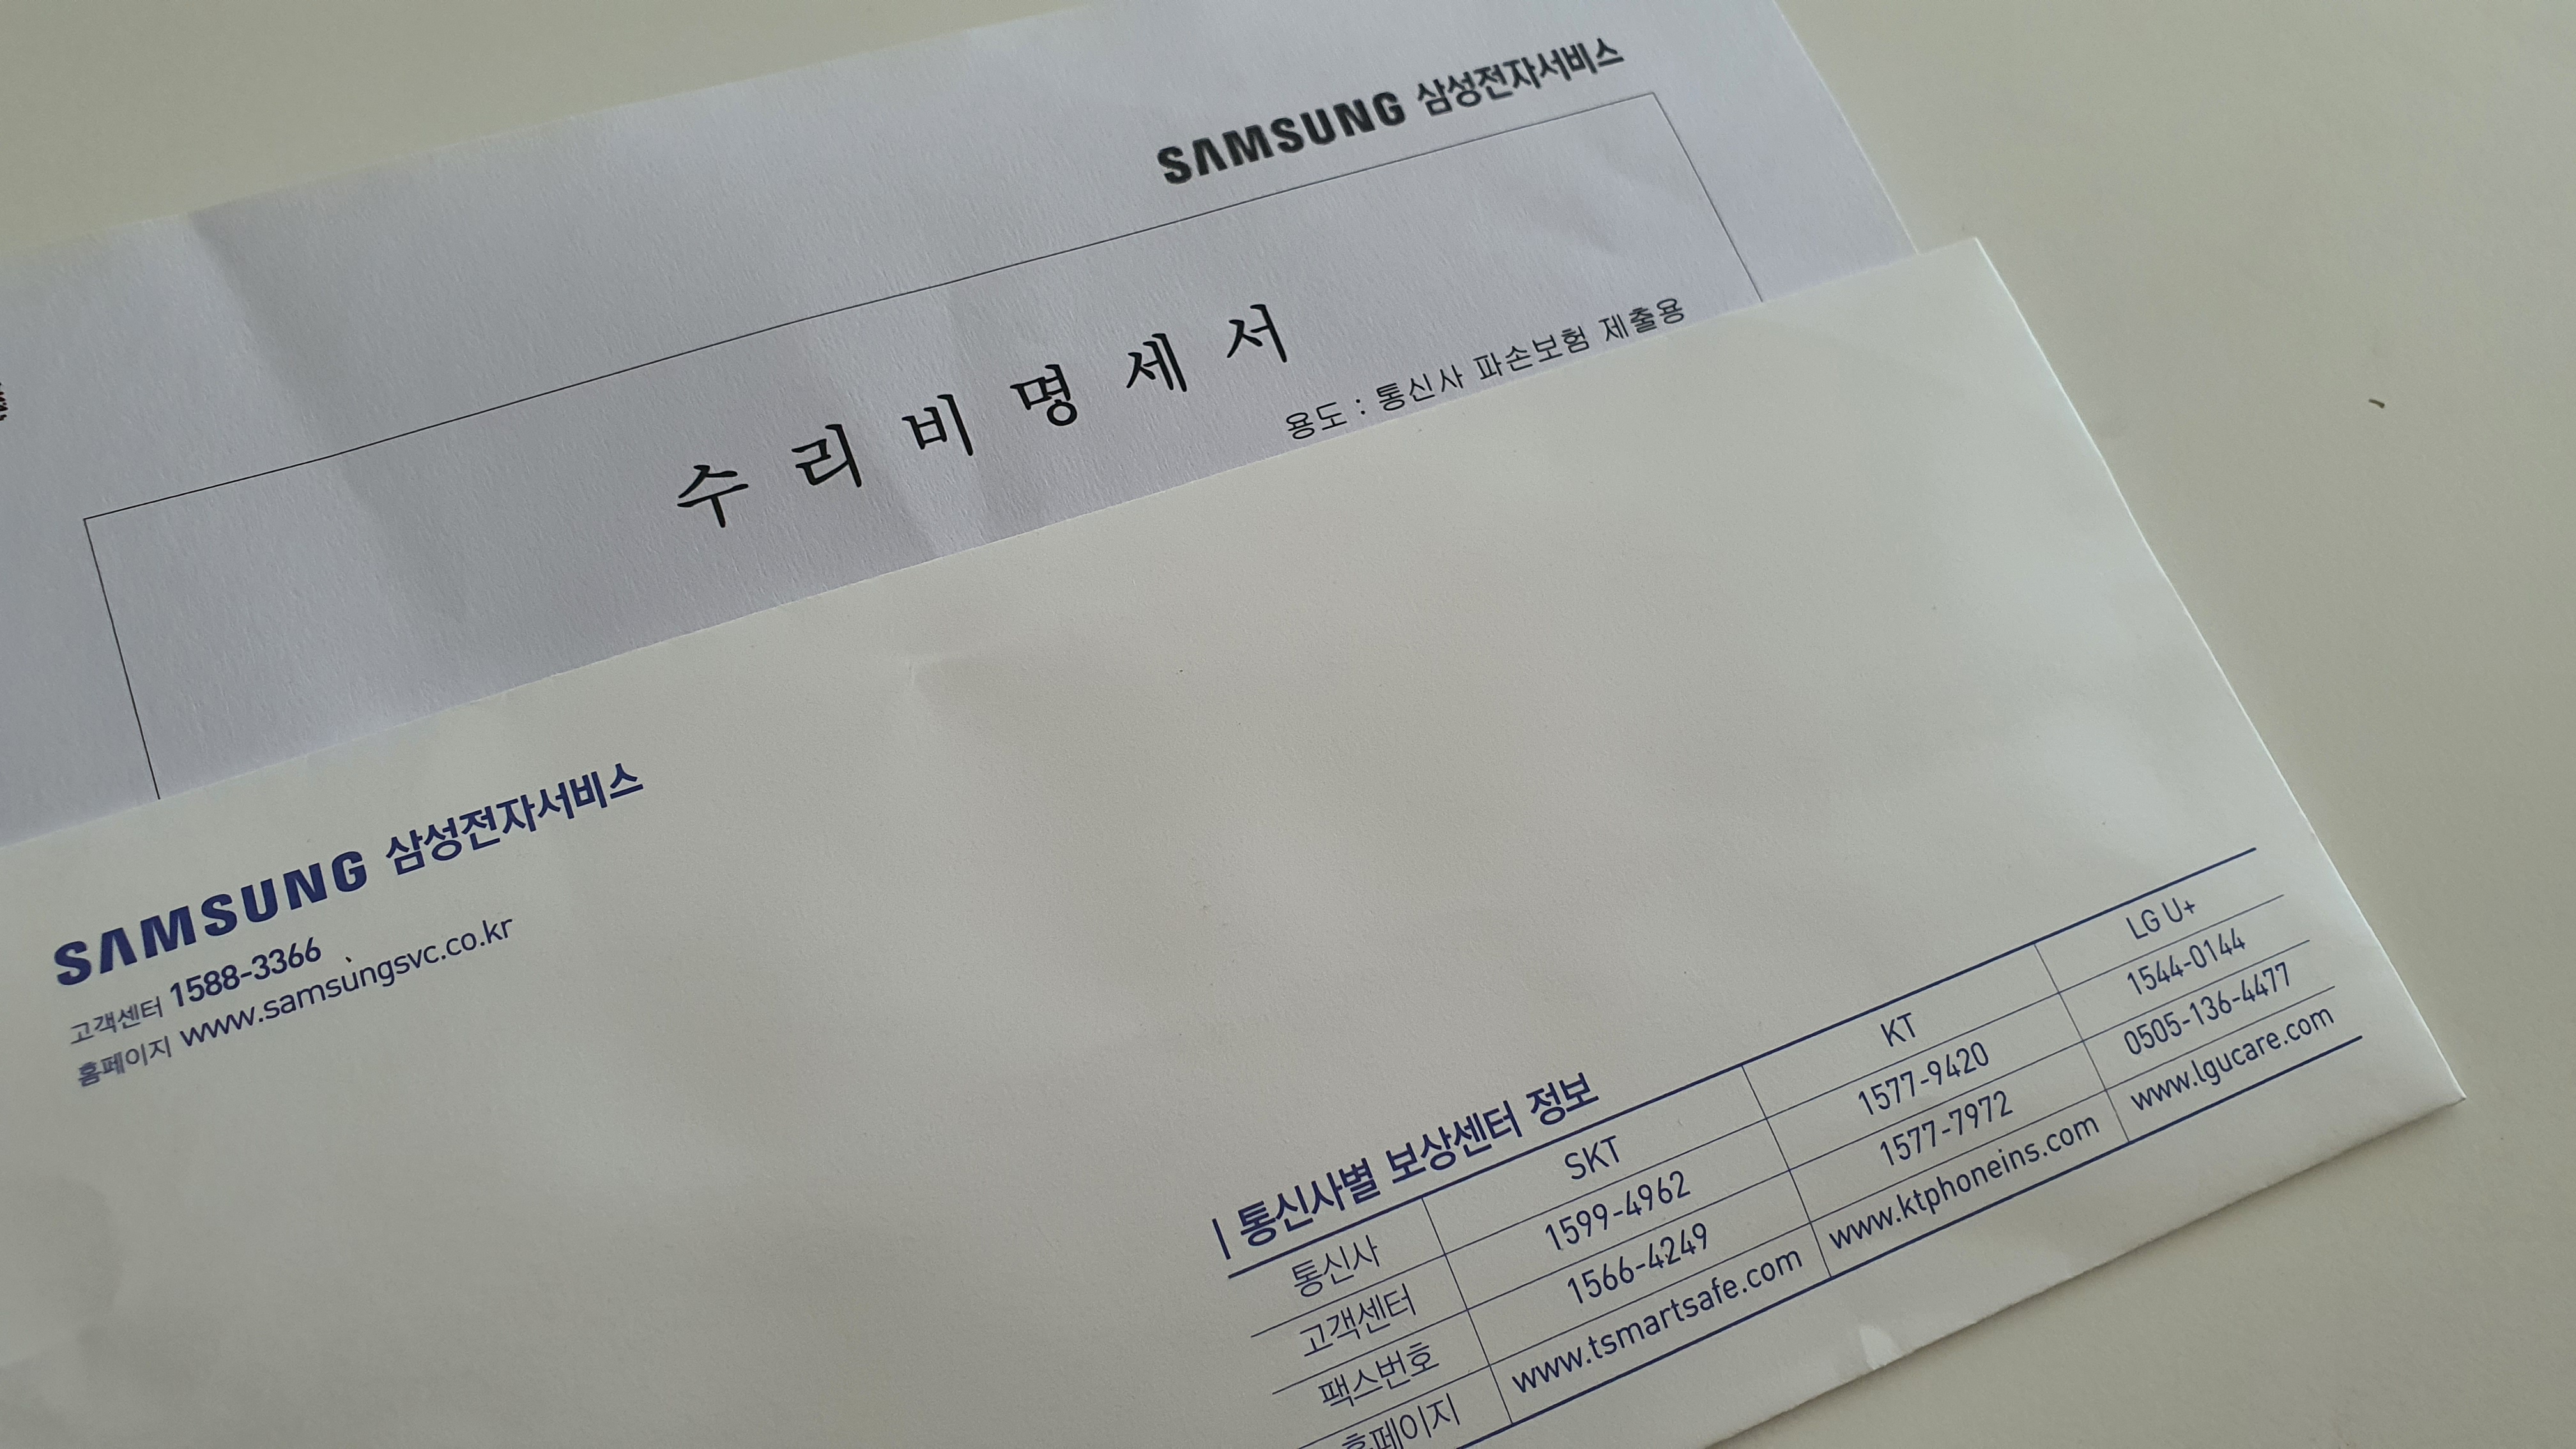 SAMSUNG 삼성전자서비스
수 리 비 명 세 서
용도 : 통신사 파손보험 제출용
SAMSUNG 삼성전자서비스
고객센터 1588-3366
홈페이지 www.samsungsvc.co.kr
| 통신사별 보상센터 정보
통신사 SKT KT LG U+
고객센터 1599-4962 1577-9420 1544-0144
팩스번호 1566-4249 1577-7972 0505-136-4477
홈페이지 www.tsmartsafe.com www.ktphoneins.com www.lgucare.com